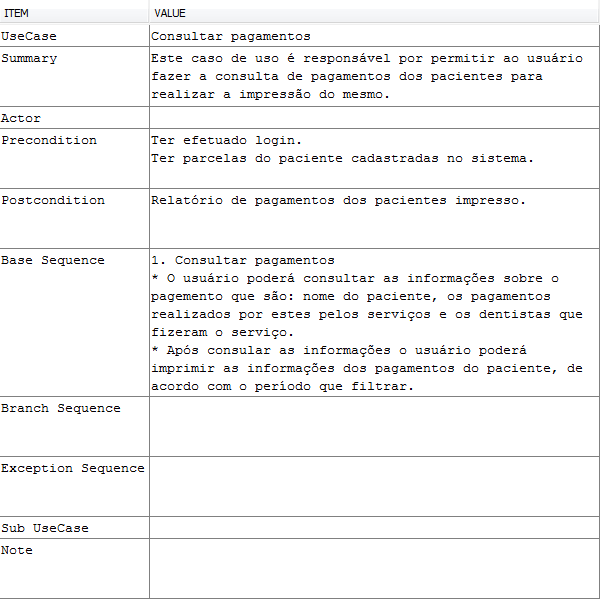 ITEM VALUE
UseCase Consultar pagamentos
Summary Este caso de uso é responsável por permitir ao usuário
fazer a consulta de pagamentos dos pacientes para
realizar a impressão do mesmo.
Actor
Precondition Ter efetuado login.
Ter parcelas do paciente cadastradas no sistema.
Postcondition Relatório de pagamentos dos pacientes impresso.
Base Sequence 1. Consultar pagamentos
* O usuário poderá consultar as informações sobre o
pagemento que são: nome do paciente, os pagamentos
realizados por estes pelos serviços e os dentistas que
fizeram o serviço.
* Após consular as informações o usuário poderá
imprimir as informações dos pagamentos do paciente, de
acordo com o período que filtrar.
Branch Sequence
Exception Sequence
Sub UseCase
Note